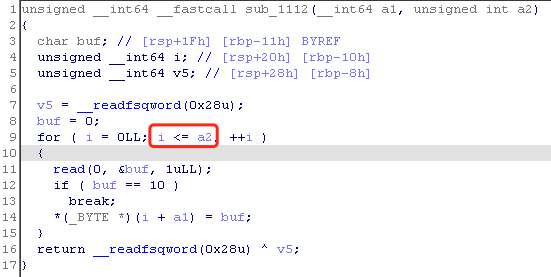 1 unsigned __int64 __fastcall sub_1112(__int64 a1, unsigned int a2)
2 {
3 char buf; // [rsp+1Fh] [rbp-11h] BYREF
4 unsigned __int64 i; // [rsp+20h] [rbp-10h]
5 unsigned __int64 v5; // [rsp+28h] [rbp-8h]
6
7 v5 = __readfsqword(0x28u);
8 buf = 0;
9 for ( i = 0LL; i <= a2; ++i )
10 {
11 read(0, &buf, 1uLL);
12 if ( buf == 10 )
13 break;
14 *(_BYTE *)(i + a1) = buf;
15 }
16 return __readfsqword(0x28u) ^ v5;
17 }